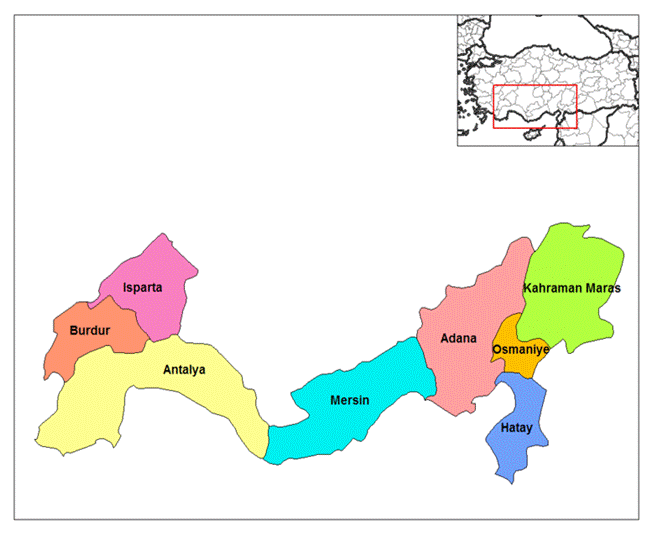 Isparta
Kahraman Maras
Burdur
Adana
Osmaniye
Antalya
Mersin
Hatay